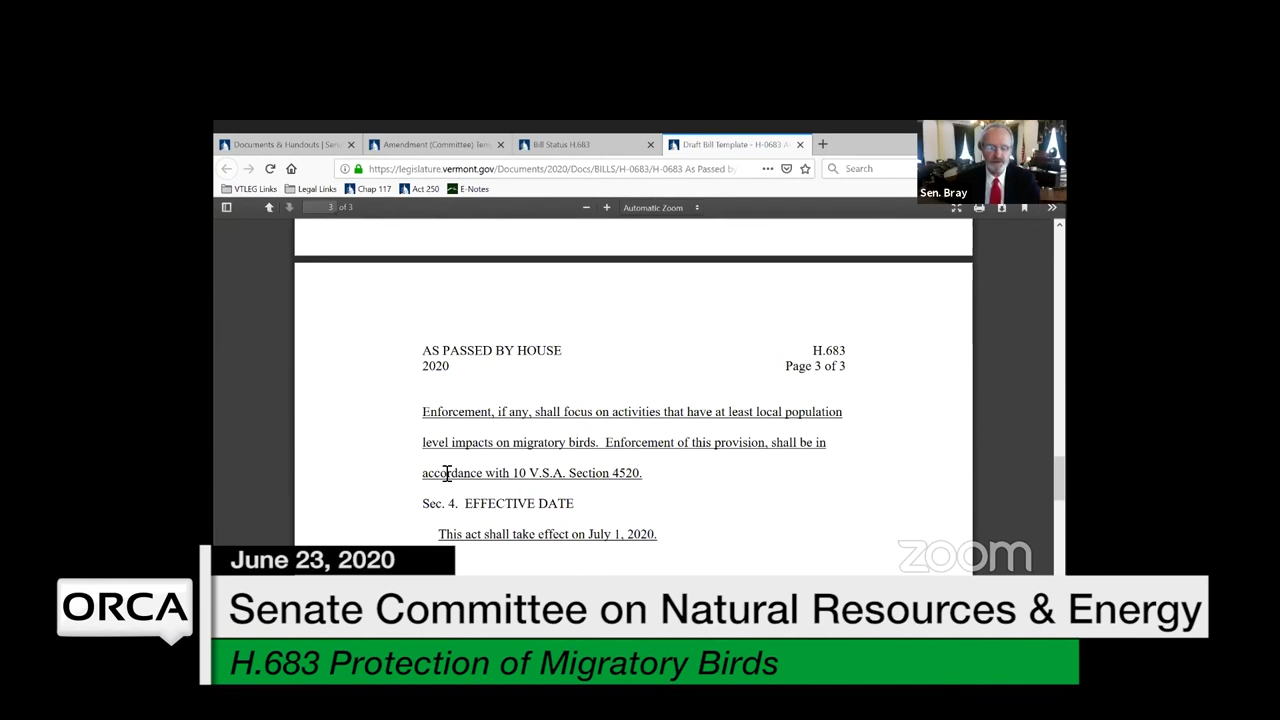 Documents & Handouts | Sen
Amendment (Committee) Tem
Bill Status H.683
Draft Bill Template - H-0683 A
https://legislature.vermont.gov/Documents/2020/Docs/BILLS/H-0683/H-0683 As Passed by
Search
VTLEG Links
Legal Links
Chap 117
Act 250
E-Notes
Sen. Bray
3 of 3
Automatic Zoom
AS PASSED BY HOUSE
H.683
2020
Page 3 of 3
Enforcement, if any, shall focus on activities that have at least local population
level impacts on migratory birds. Enforcement of this provision, shall be in
accordance with 10 V.S.A. Section 4520.
Sec. 4. EFFECTIVE DATE
This act shall take effect on July 1, 2020.
zoom
June 23, 2020
ORCA
Senate Committee on Natural Resources & Energy
H.683 Protection of Migratory Birds